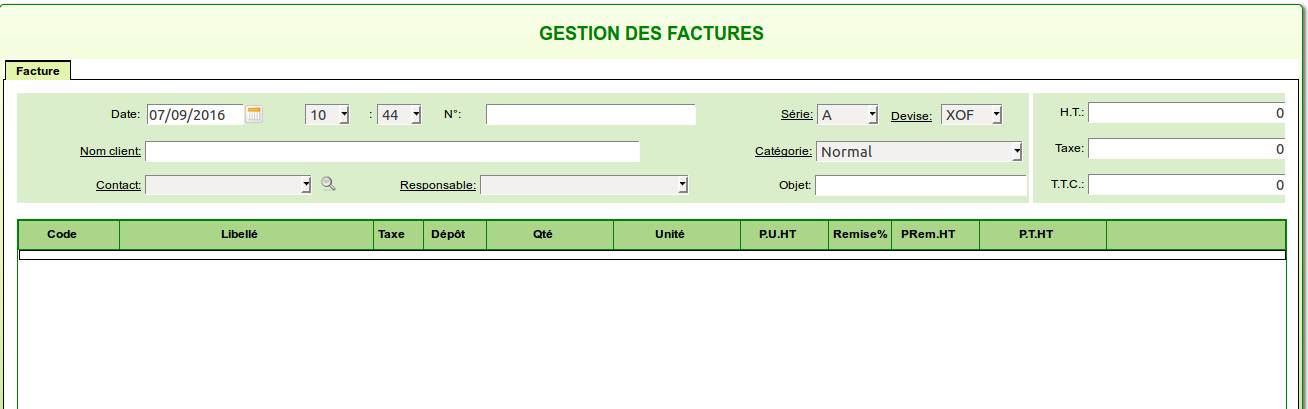 GESTION DES FACTURES
Facture
Date: 07/09/2016 10 : 44 N°: Série: A Devise: XOF H.T.: 0
Nom client: Catégorie: Normal Taxe: 0
Contact: Responsable: Objet: T.T.C.: 0
Code Libellé Taxe Dépôt Qté Unité P.U.HT Remise% PRem.HT P.T.HT